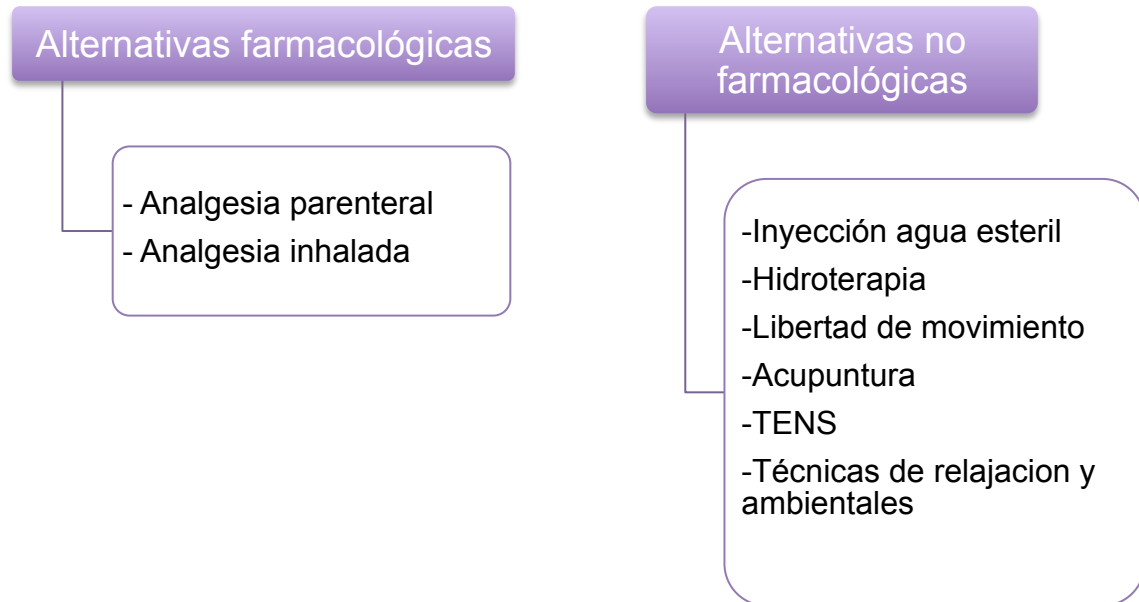 Alternativas farmacológicas
- Analgesia parenteral
- Analgesia inhalada
Alternativas no
farmacológicas
-Inyección agua esteril
-Hidroterapia
-Libertad de movimiento
-Acupuntura
-TENS
-Técnicas de relajacion y
ambientales